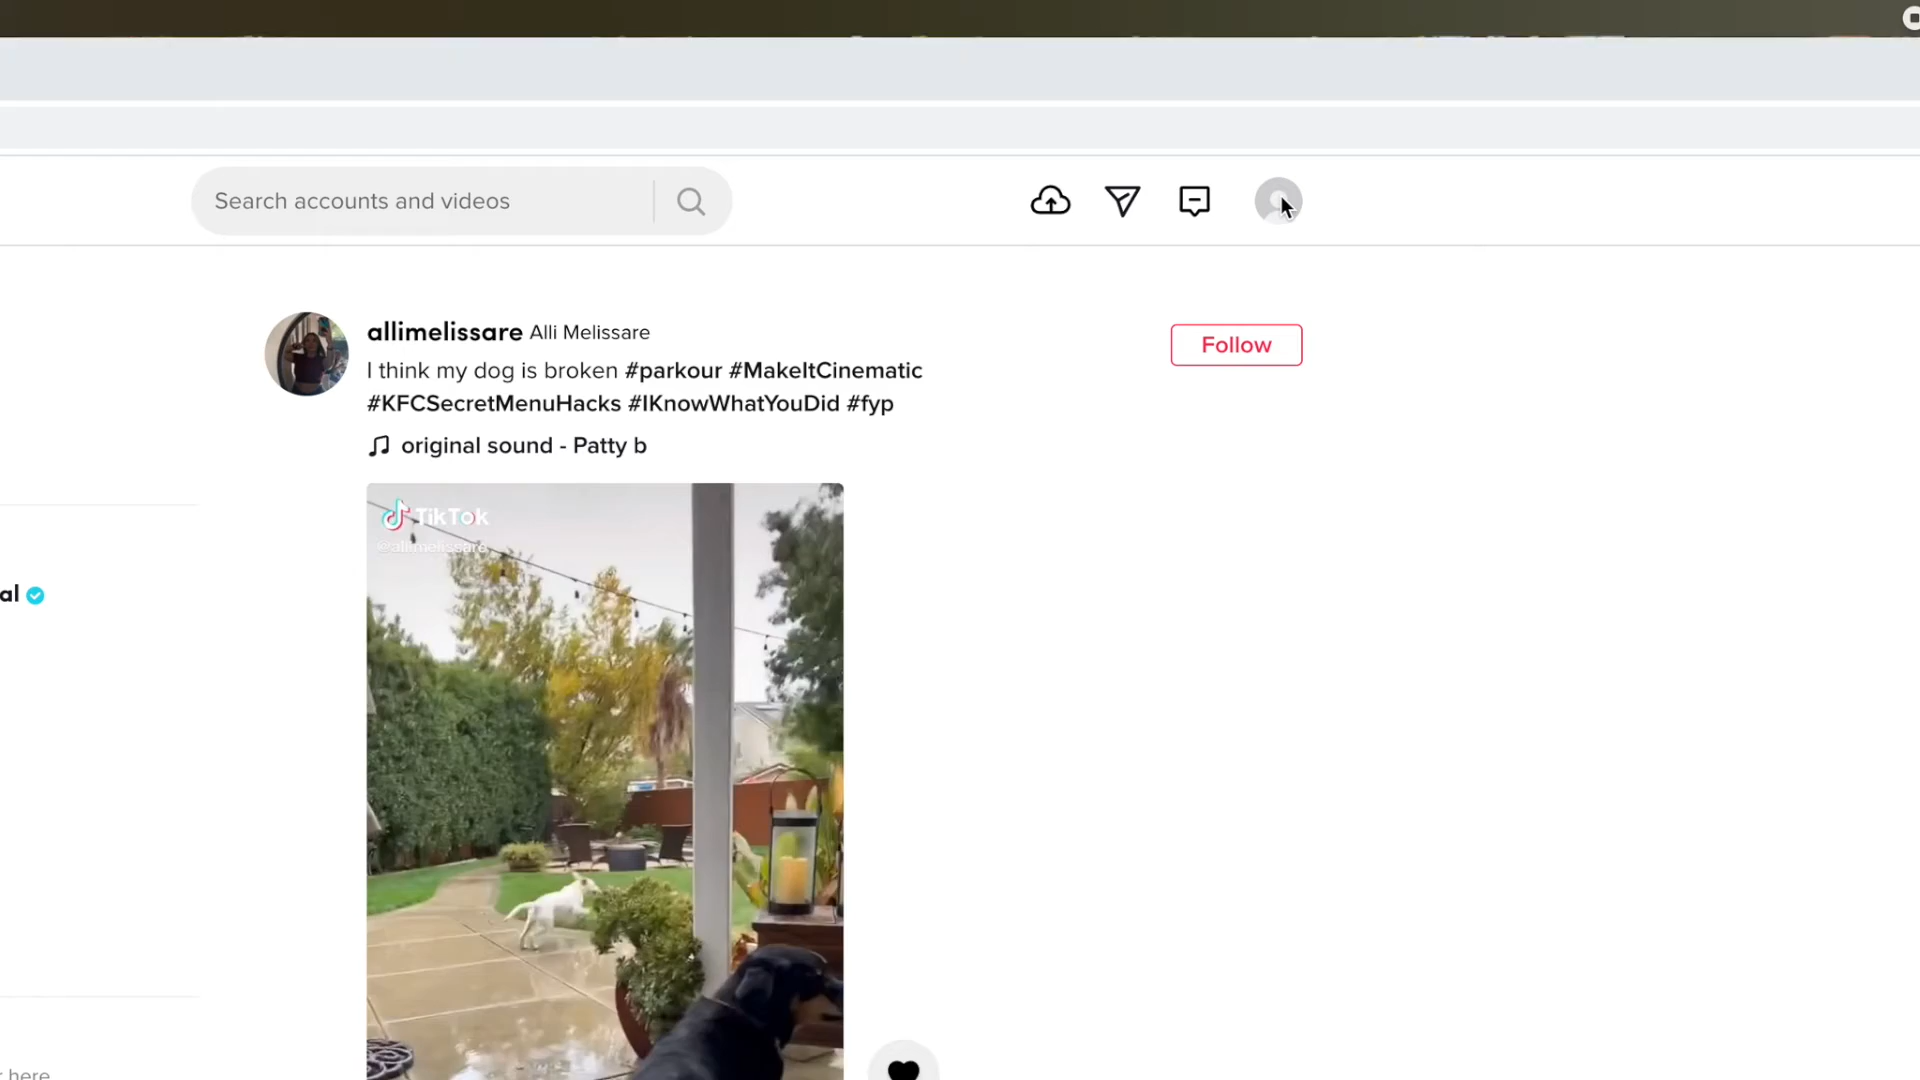 Search accounts and videos
allimelissare Alli Melissare
Follow
I think my dog is broken #parkour #MakeItCinematic
#KFCSecretMenuHacks #IKnowWhatYouDid #fyp
original sound - Patty b
TikTok
@allimelissare
al
here